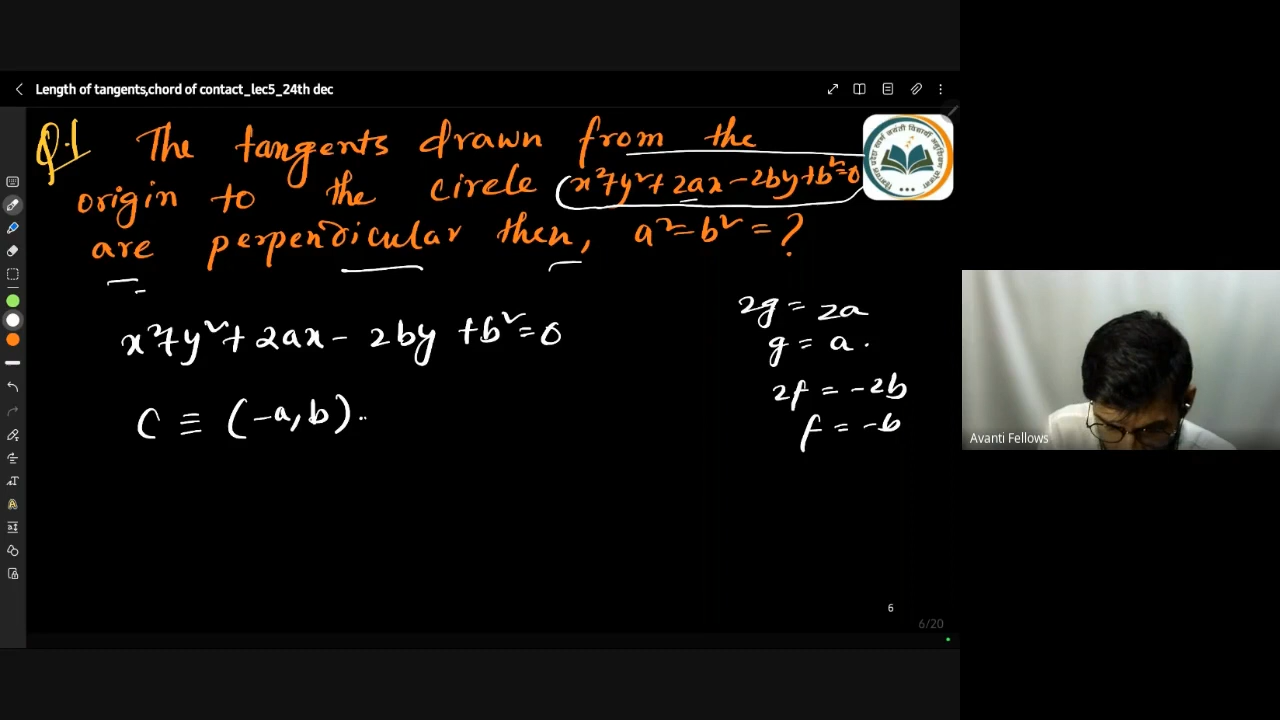 Length of tangents,chord of contact_lec5_24th dec
Q.1 The tangents drawn from the
origin to the circle x²+y²+2ax-2by+b²=0
are perpendicular then, a²-b²=?
x²+y²+2ax-2by+b²=0
2g = 2a
g = a.
C ≡ (-a,b)..
2f = -2b
f = -b
Avanti Fellows
6
6/20